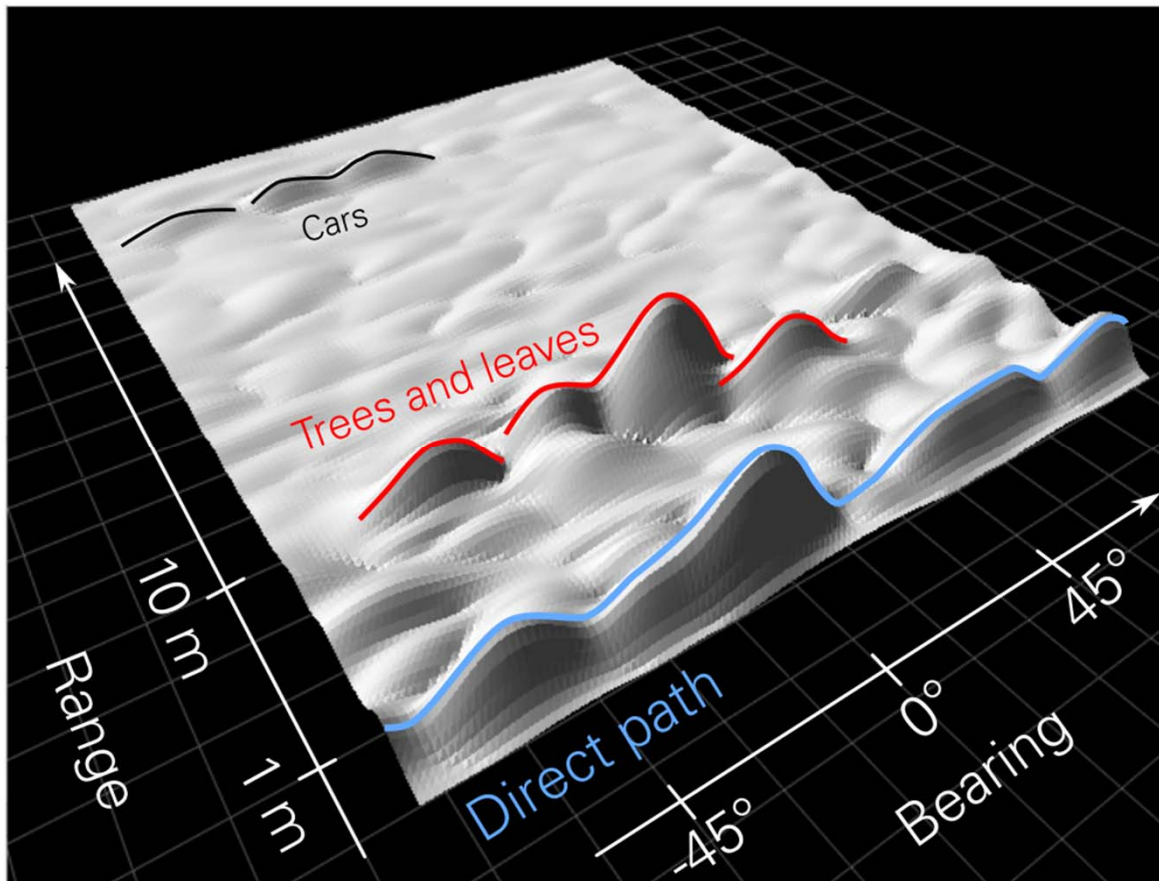 Cars
Trees and leaves
10 m
Range
1 m
Direct path
45°
0°
Bearing
-45°